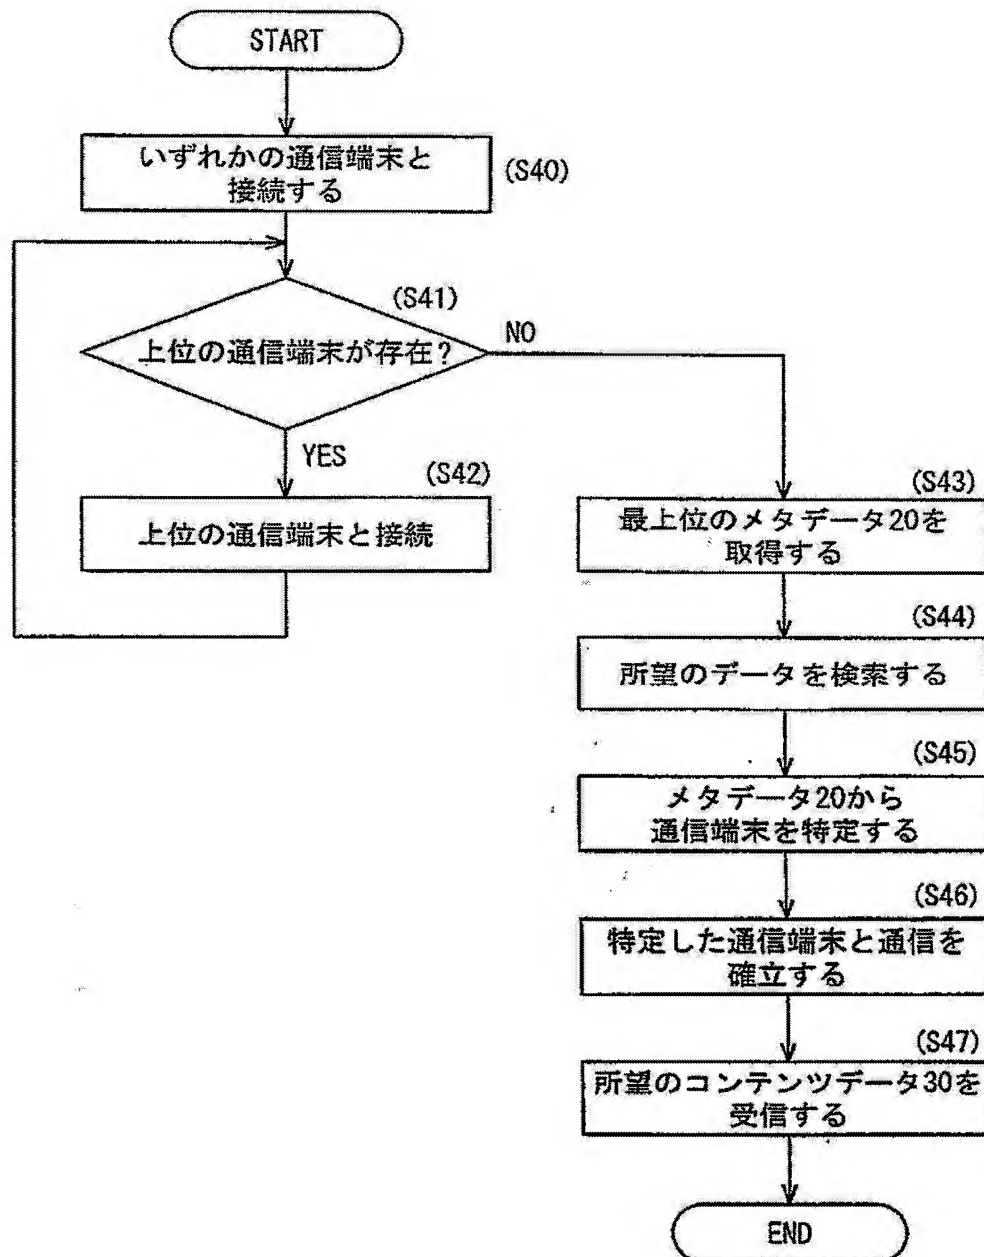 START
いずれかの通信端末と
接続する
(S40)
(S41)
上位の通信端末が存在?
NO
YES
(S42)
上位の通信端末と接続
(S43)
最上位のメタデータ20を
取得する
(S44)
所望のデータを検索する
(S45)
メタデータ20から
通信端末を特定する
(S46)
特定した通信端末と通信を
確立する
(S47)
所望のコンテンツデータ30を
受信する
END